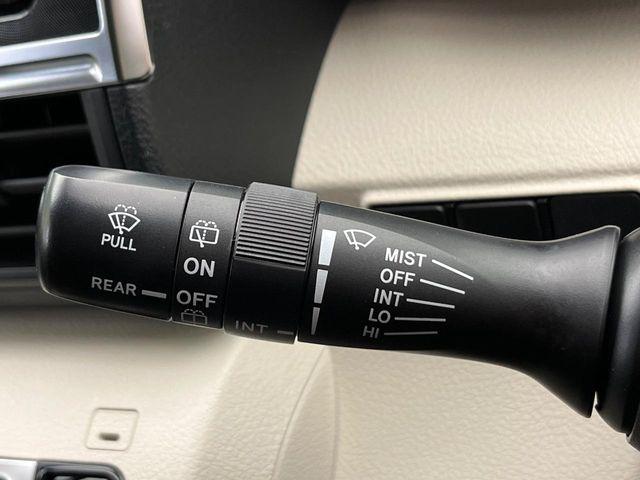 PULL
REAR
ON
OFF
INT
MIST
OFF
INT
LO
HI